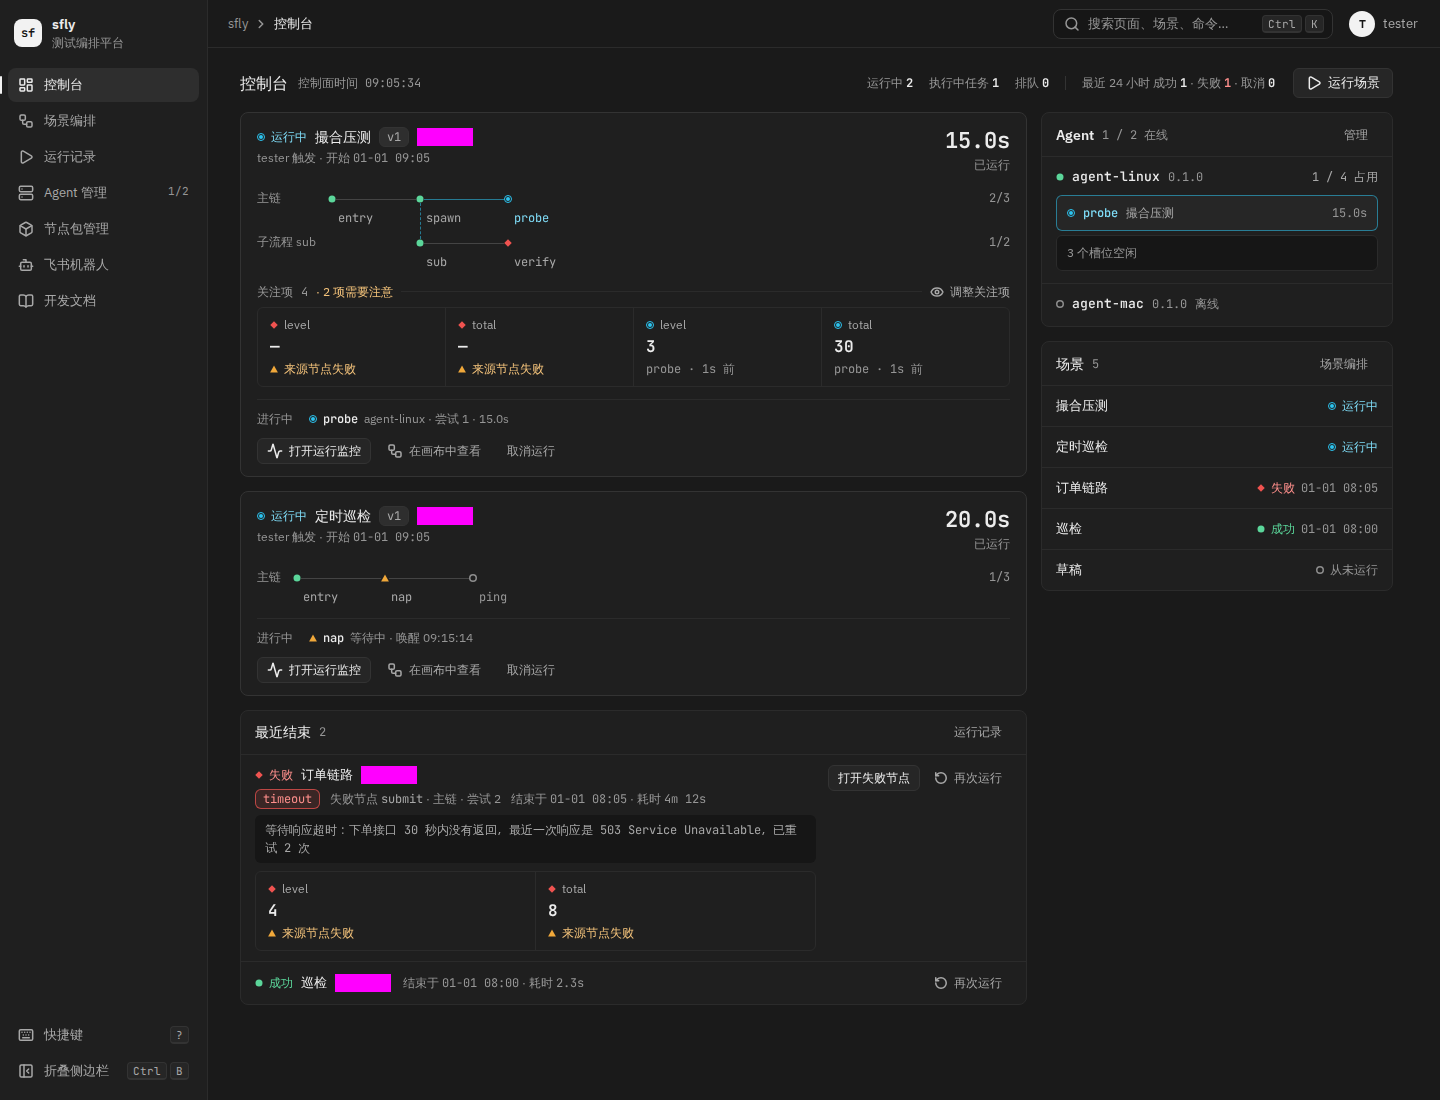 sf
sfly
测试编排平台
控制台
场景编排
运行记录
Agent 管理 1/2
节点包管理
飞书机器人
开发文档
快捷键 ?
折叠侧边栏 Ctrl B
sfly > 控制台
搜索页面、场景、命令... Ctrl K
T tester
控制台 控制面时间 09:05:34
运行中 2 执行中任务 1 排队 0 最近 24 小时 成功 1 · 失败 1 · 取消 0
运行场景
运行中 撮合压测 v1
15.0s
tester 触发 · 开始 01-01 09:05
已运行
主链
2/3
entry spawn probe
子流程 sub
1/2
sub verify
关注项 4 · 2 项需要注意
调整关注项
level total level total
— — 3 30
来源节点失败 来源节点失败 probe · 1s 前 probe · 1s 前
进行中 probe agent-linux · 尝试 1 · 15.0s
打开运行监控 在画布中查看 取消运行
运行中 定时巡检 v1
20.0s
tester 触发 · 开始 01-01 09:05
已运行
主链
1/3
entry nap ping
进行中 nap 等待中 · 唤醒 09:15:14
打开运行监控 在画布中查看 取消运行
最近结束 2
运行记录
失败 订单链路
打开失败节点 再次运行
timeout 失败节点 submit · 主链 · 尝试 2 结束于 01-01 08:05 · 耗时 4m 12s
等待响应超时：下单接口 30 秒内没有返回，最近一次响应是 503 Service Unavailable，已重
试 2 次
level total
4 8
来源节点失败 来源节点失败
成功 巡检 结束于 01-01 08:00 · 耗时 2.3s
再次运行
Agent 1 / 2 在线
管理
agent-linux 0.1.0 1 / 4 占用
probe 撮合压测 15.0s
3 个槽位空闲
agent-mac 0.1.0 离线
场景 5
场景编排
撮合压测 运行中
定时巡检 运行中
订单链路 失败 01-01 08:05
巡检 成功 01-01 08:00
草稿 从未运行